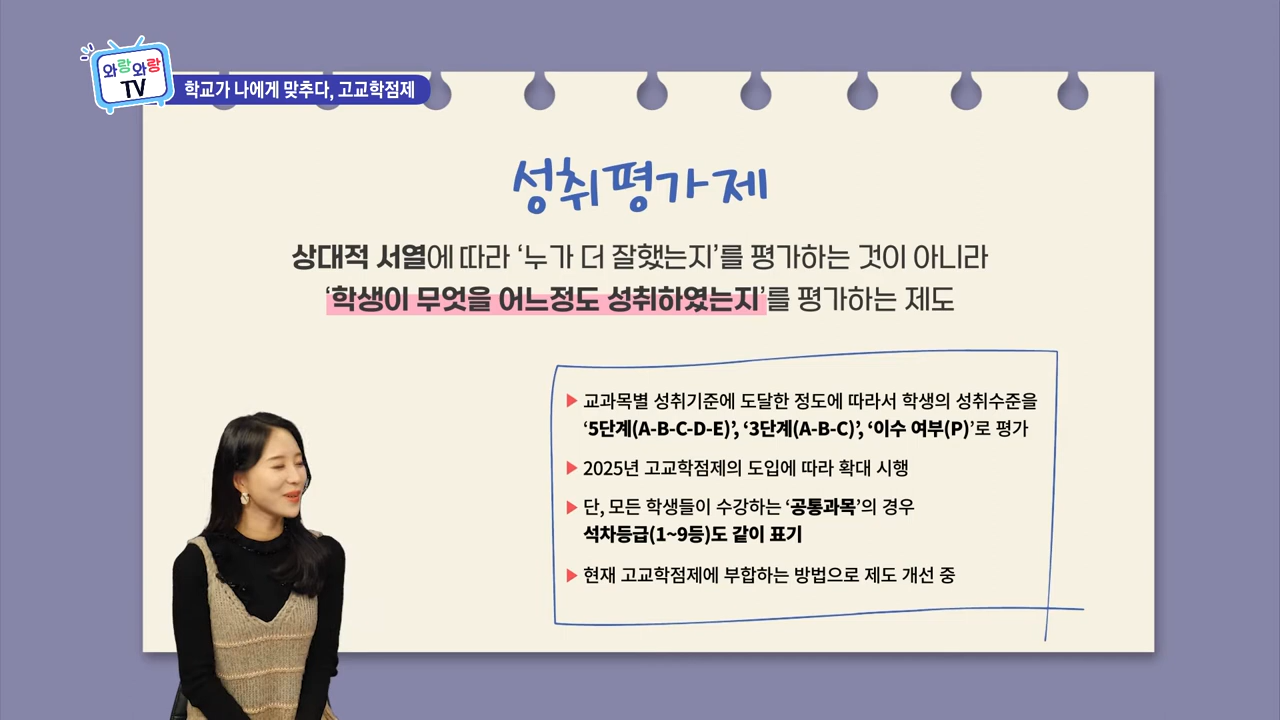 와랑와랑
TV
학교가 나에게 맞추다, 고교학점제
성취평가제
상대적 서열에 따라 ‘누가 더 잘했는지’를 평가하는 것이 아니라
‘학생이 무엇을 어느정도 성취하였는지’를 평가하는 제도
▶ 교과목별 성취기준에 도달한 정도에 따라서 학생의 성취수준을
‘5단계(A-B-C-D-E)’, ‘3단계(A-B-C)’, ‘이수 여부(P)’로 평가
▶ 2025년 고교학점제의 도입에 따라 확대 시행
▶ 단, 모든 학생들이 수강하는 ‘공통과목’의 경우
석차등급(1~9등)도 같이 표기
▶ 현재 고교학점제에 부합하는 방법으로 제도 개선 중